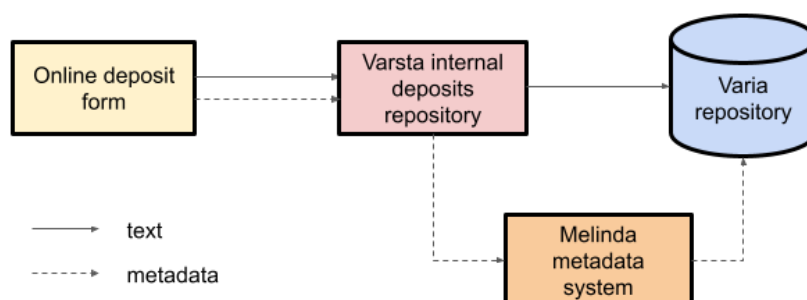 Online deposit
form
Varsta internal
deposits
repository
Varia
repository
Melinda
metadata
system
text
metadata